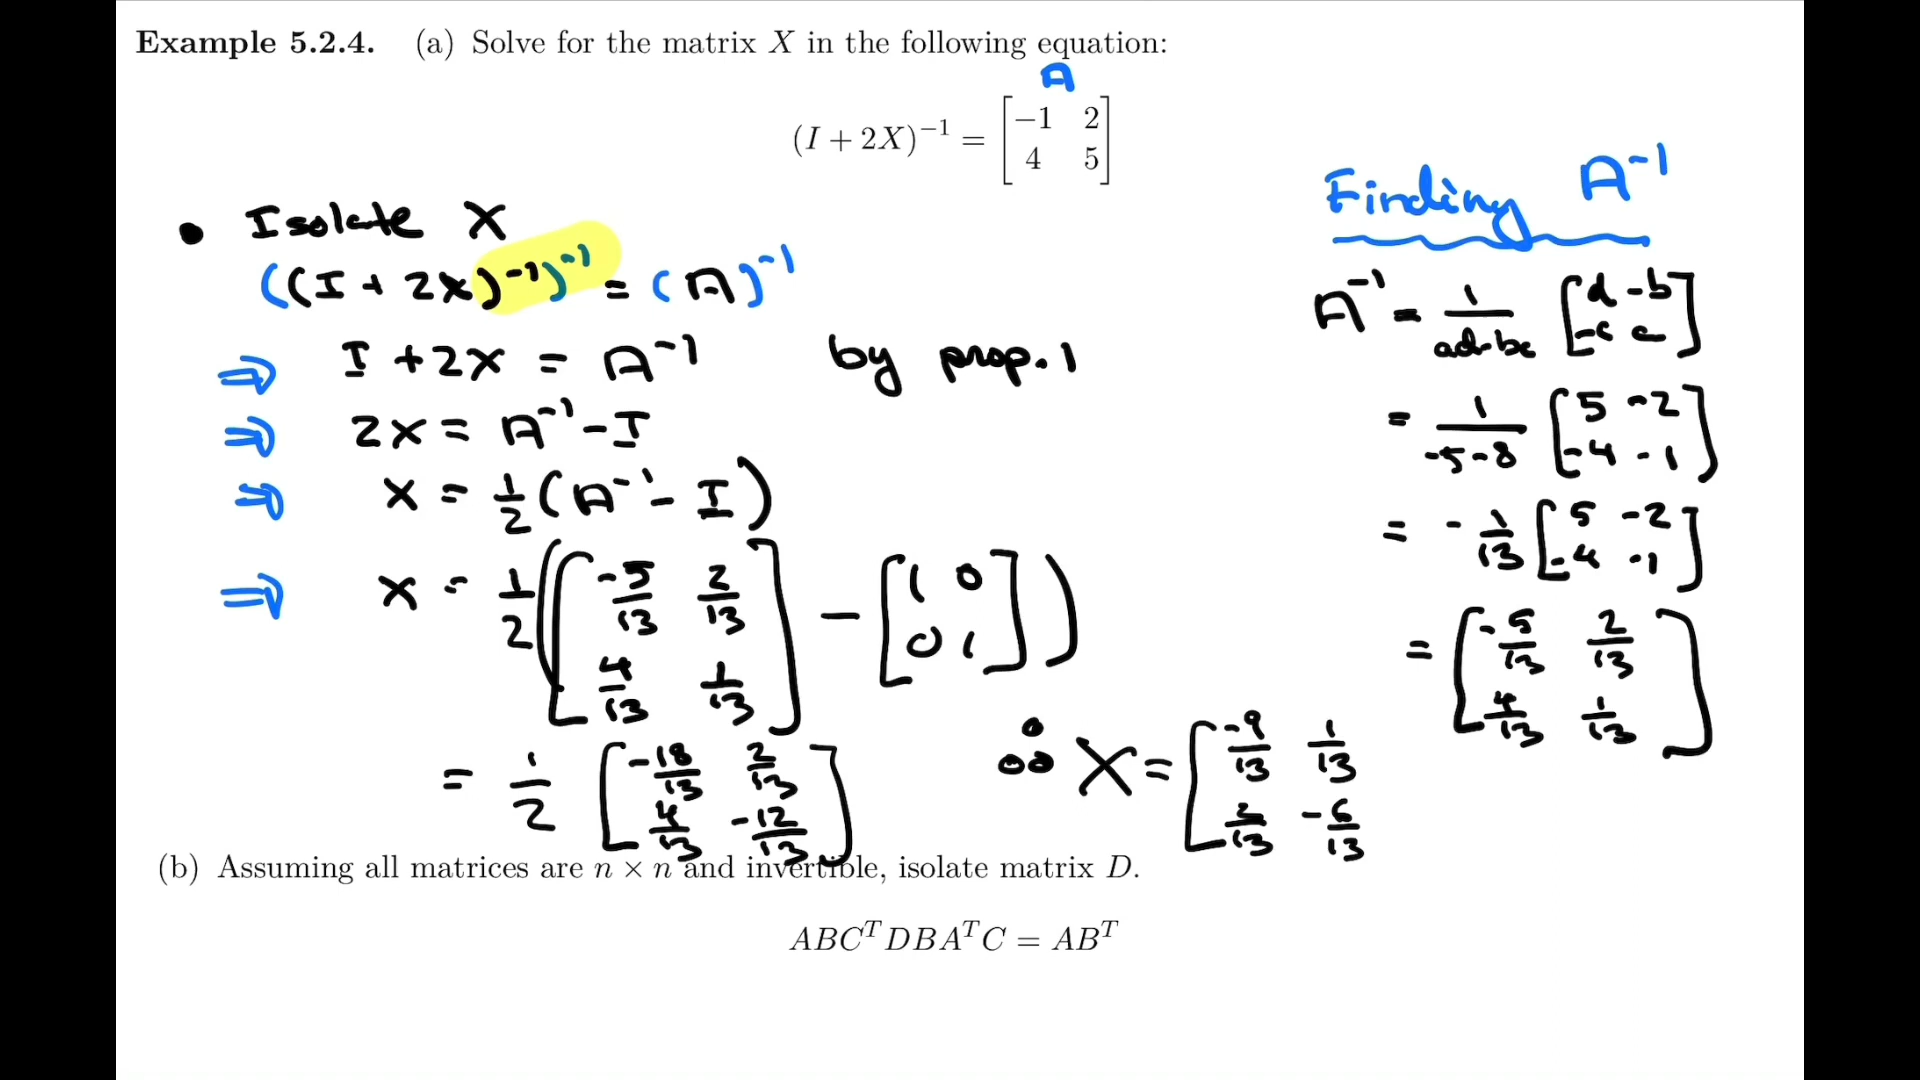 Example 5.2.4. (a) Solve for the matrix X in the following equation:
A
(I + 2X)⁻¹ = [−1 2; 4 5]
• Isolate X
((I + 2X)⁻¹)⁻¹ = (A)⁻¹
⇒ I + 2X = A⁻¹ by prop. 1
⇒ 2X = A⁻¹ - I
⇒ X = 1/2 (A⁻¹ - I)
⇒ X = 1/2 ([-5/13 2/13; 4/13 1/13] - [1 0; 0 1])
= 1/2 [-18/13 2/13; 4/13 -12/13]
∴ X = [-9/13 1/13; 2/13 -6/13]
Finding A⁻¹
A⁻¹ = 1/(ad-bc) [d -b; -c a]
= 1/(-5-8) [5 -2; -4 -1]
= -1/13 [5 -2; -4 -1]
= [-5/13 2/13; 4/13 1/13]
(b) Assuming all matrices are n × n and invertible, isolate matrix D.
ABCᵀDBAᵀC = ABᵀ